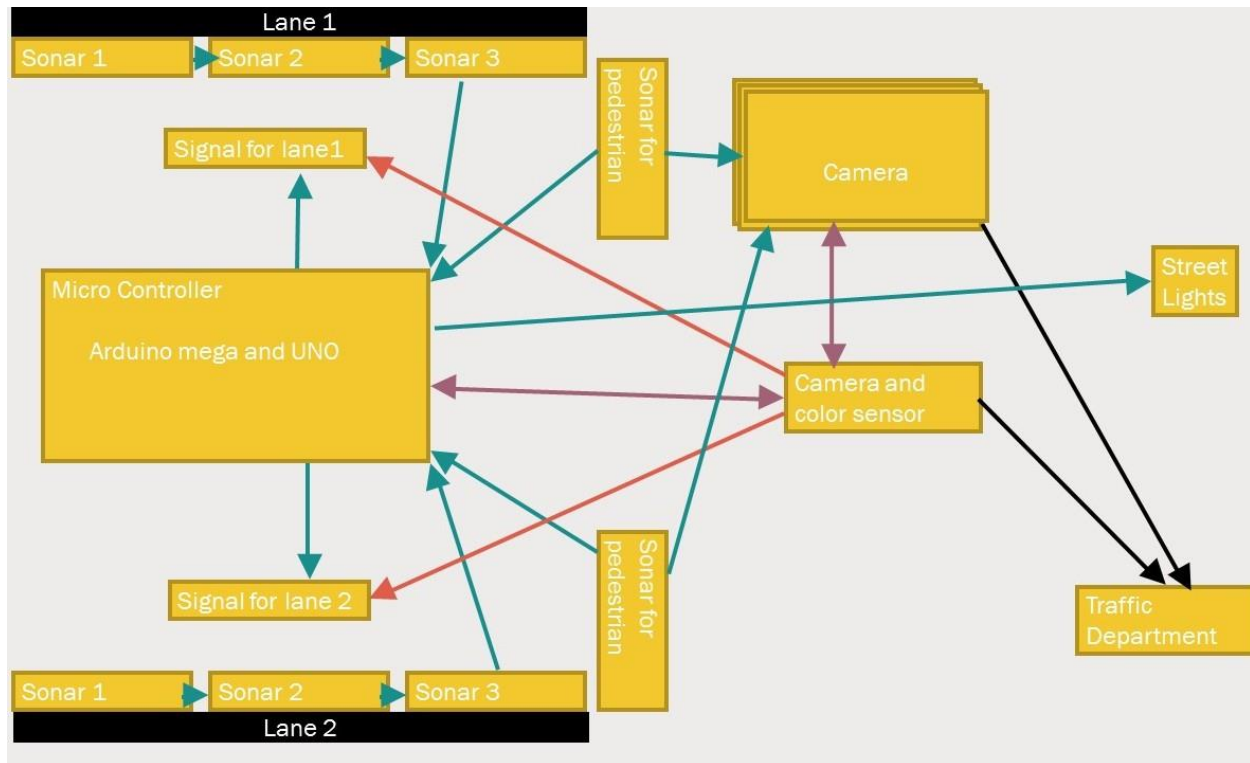 Lane 1
Sonar 1
Sonar 2
Sonar 3
Sonar for
pedestrian
Signal for lane1
Camera
Micro Controller
Arduino mega and UNO
Street
Lights
Camera and
color sensor
Sonar for
pedestrian
Signal for lane 2
Traffic
Department
Sonar 1
Sonar 2
Sonar 3
Lane 2